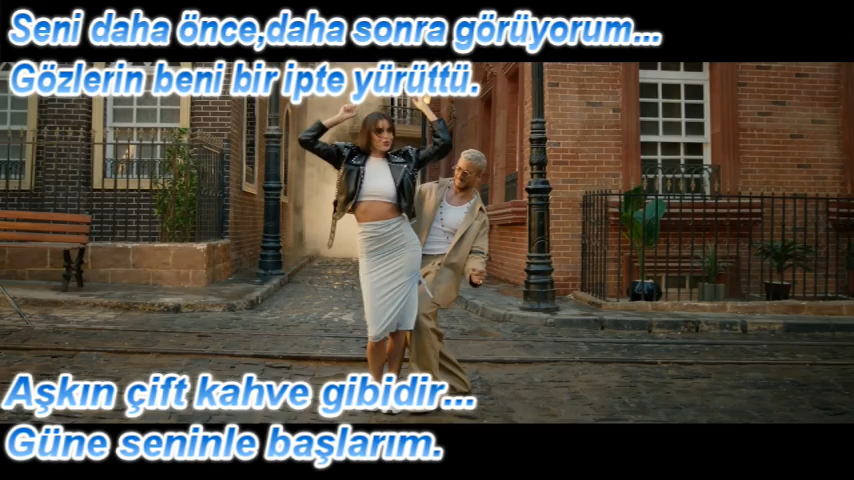 Seni daha önce,daha sonra görüyorum...
Gözlerin beni bir ipte yürüttü.
Aşkın çift kahve gibidir...
Güne seninle başlarım.